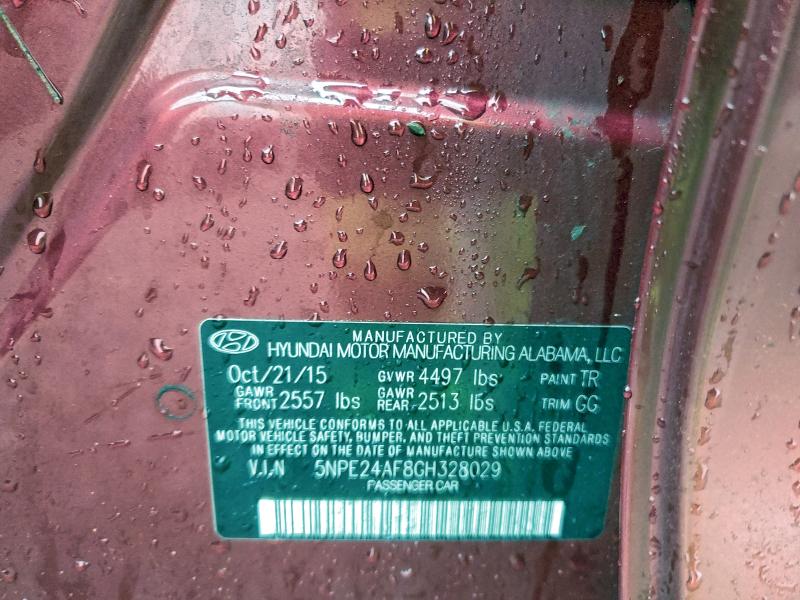 MANUFACTURED BY
HYUNDAI MOTOR MANUFACTURING ALABAMA, LLC
Oct/21/15 GVWR 4497 lbs PAINT TR
GAWR FRONT 2557 lbs GAWR REAR 2513 lbs TRIM GG
THIS VEHICLE CONFORMS TO ALL APPLICABLE U.S.A. FEDERAL
MOTOR VEHICLE SAFETY, BUMPER, AND THEFT PREVENTION STANDARDS
IN EFFECT ON THE DATE OF MANUFACTURE SHOWN ABOVE
V.I.N 5NPE24AF8GH328029
PASSENGER CAR